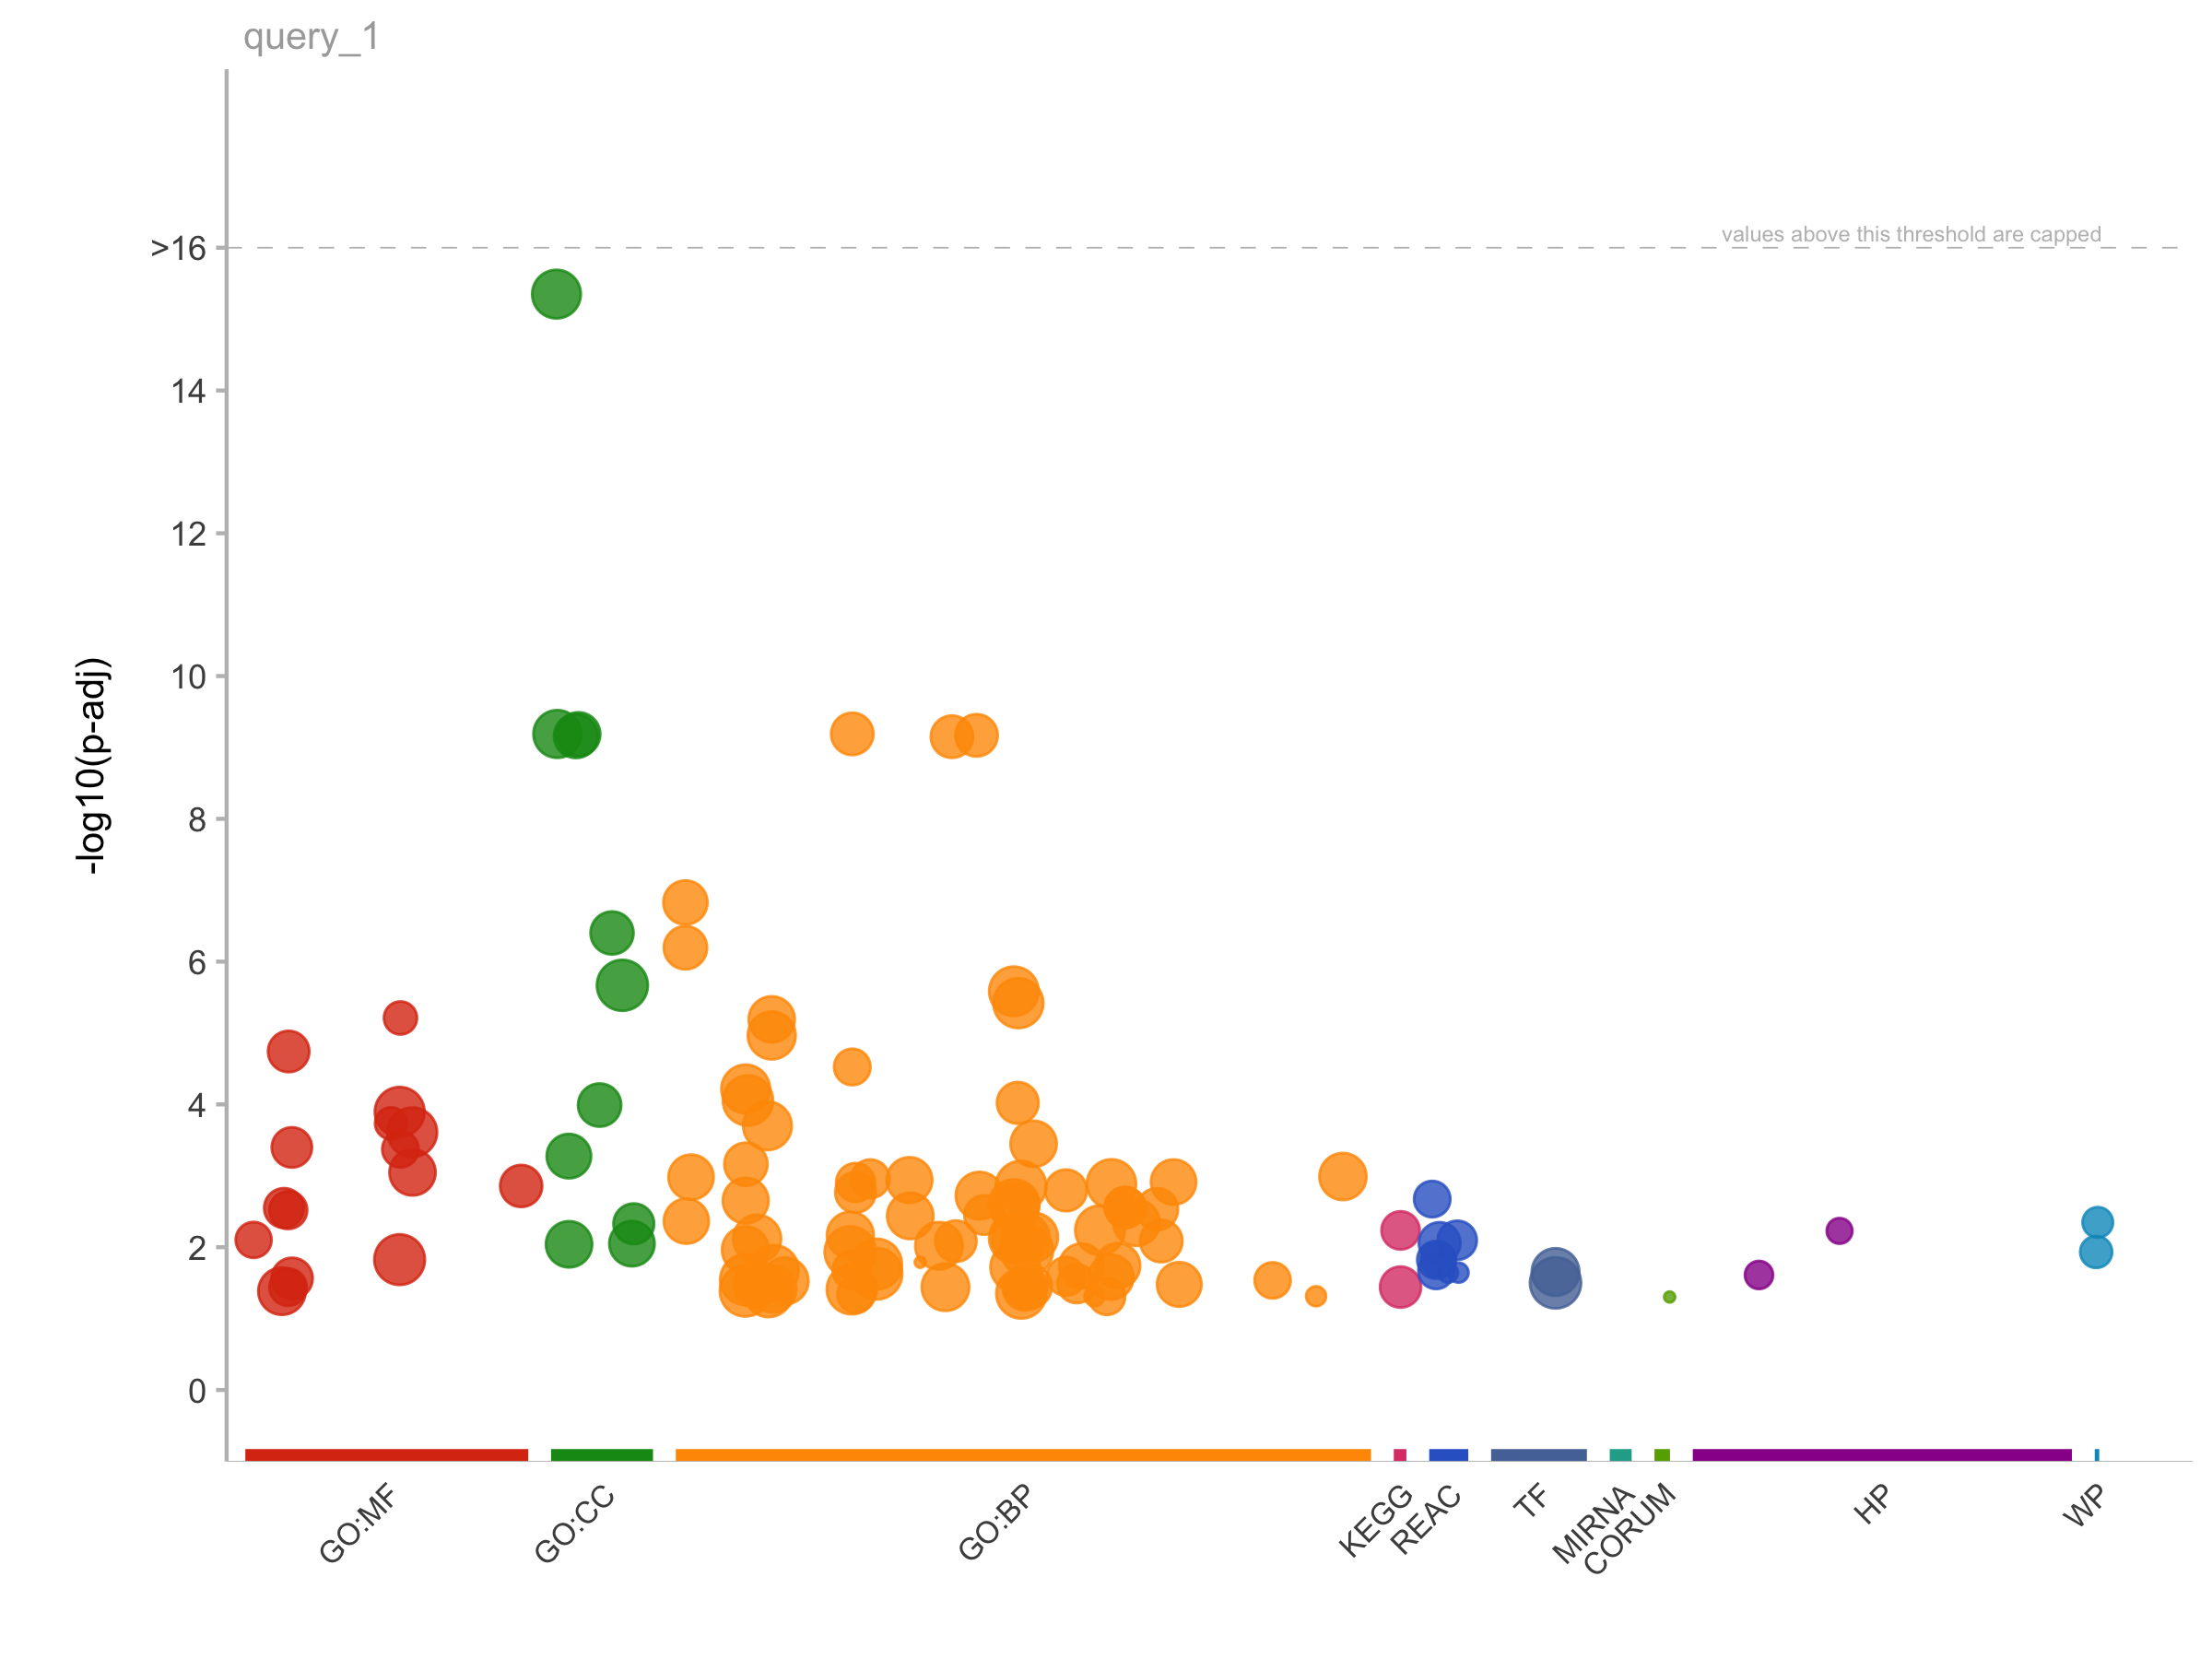 query_1
values above this threshold are capped
>16
14
12
10
8
6
4
2
0
-log10(p-adj)
GO:MF
GO:CC
GO:BP
KEGG
REAC
TF
MIRNA
CORUM
HP
WP